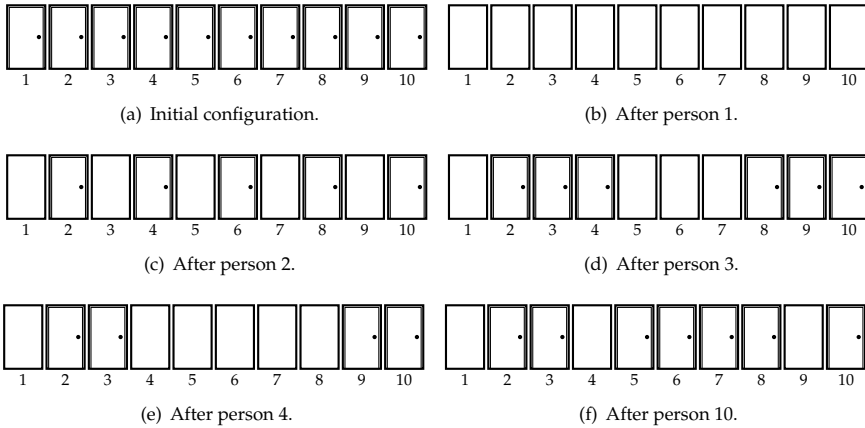 1 2 3 4 5 6 7 8 9 10
(a) Initial configuration.
1 2 3 4 5 6 7 8 9 10
(b) After person 1.
1 2 3 4 5 6 7 8 9 10
(c) After person 2.
1 2 3 4 5 6 7 8 9 10
(d) After person 3.
1 2 3 4 5 6 7 8 9 10
(e) After person 4.
1 2 3 4 5 6 7 8 9 10
(f) After person 10.